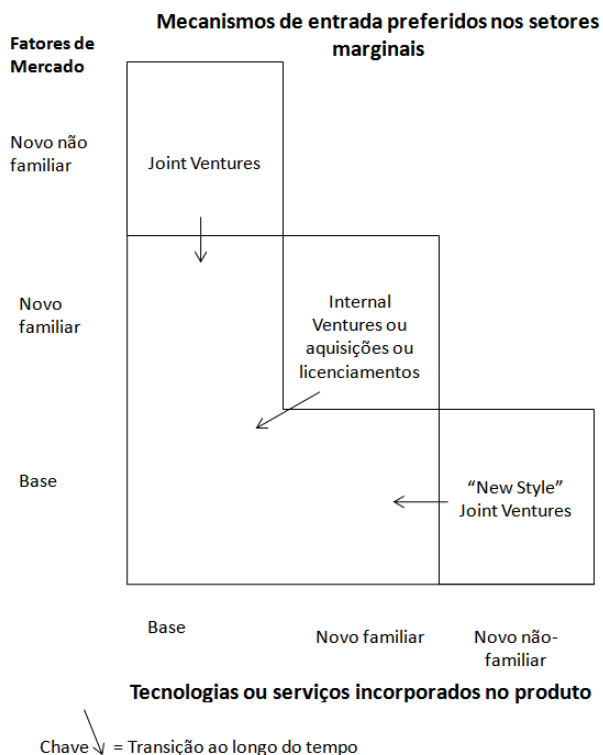 Mecanismos de entrada preferidos nos setores
marginais
Fatores de
Mercado
Novo não
familiar
Joint Ventures
Novo
familiar
Internal
Ventures ou
aquisições ou
licenciamentos
Base
“New Style”
Joint Ventures
Base
Novo familiar
Novo não-
familiar
Tecnologias ou serviços incorporados no produto
Chave = Transição ao longo do tempo